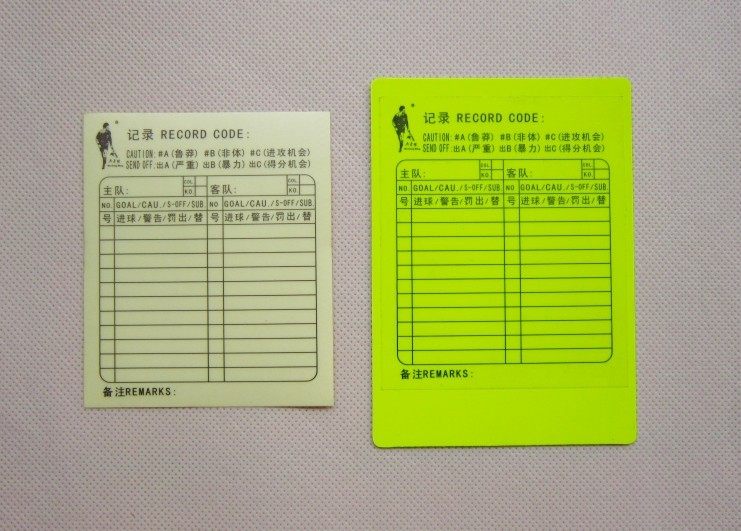 记录 RECORD CODE:
CAUTION: #A(鲁莽) #B(非体) #C(进攻机会)
SEND OFF: 出A(严重) 出B(暴力) 出C(得分机会)
主队: COL. K.O. 客队: COL. K.O.
NO. GOAL/CAU./S-OFF/SUB. NO GOAL/CAU./S-OFF/SUB.
号 进球/警告/罚出/替 号 进球/警告/罚出/替
备注REMARKS:
记录 RECORD CODE:
CAUTION: #A(鲁莽) #B(非体) #C(进攻机会)
SEND OFF: 出A(严重) 出B(暴力) 出C(得分机会)
主队: COL. K.O. 客队: COL. K.O.
NO. GOAL/CAU./S-OFF/SUB. NO GOAL/CAU./S-OFF/SUB.
号 进球/警告/罚出/替 号 进球/警告/罚出/替
备注REMARKS: